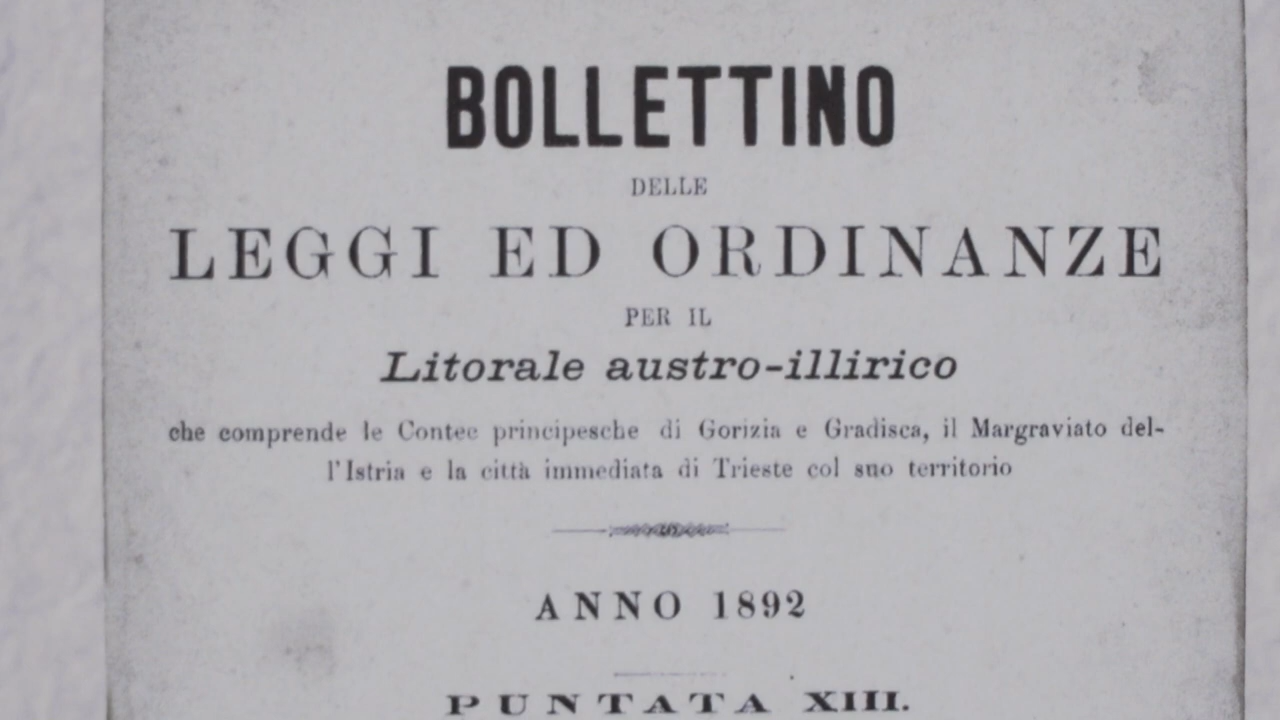 BOLLETTINO
DELLE
LEGGI ED ORDINANZE
PER IL
Litorale austro-illirico
che comprende le Contee principesche di Gorizia e Gradisca, il Margraviato del-
l'Istria e la città immediata di Trieste col suo territorio
ANNO 1892
PUNTATA XIII.